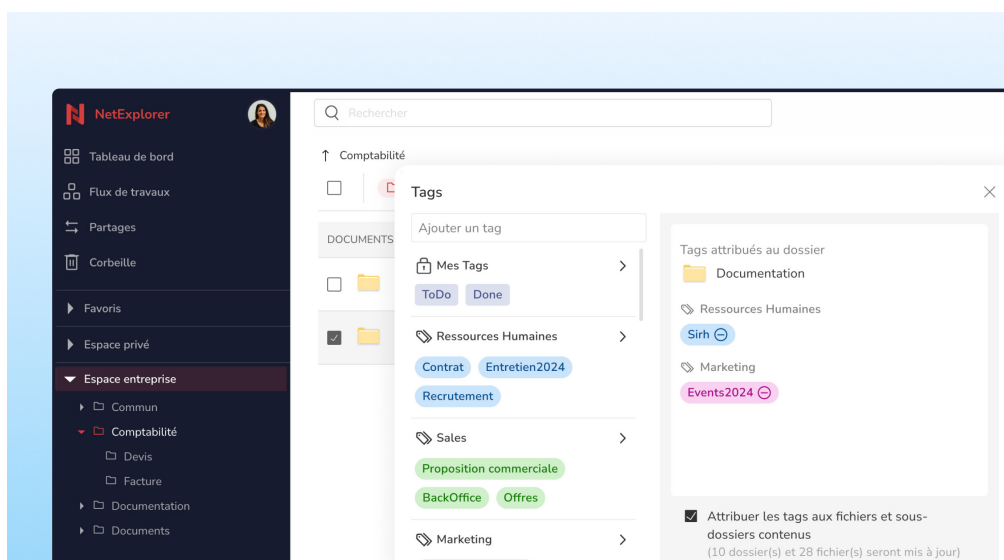 NetExplorer
Tableau de bord
Flux de travaux
Partages
Corbeille
Favoris
Espace privé
Espace entreprise
Commun
Comptabilité
Devis
Facture
Documentation
Documents
Rechercher
↑ Comptabilité
DOCUMENTS
Tags
Ajouter un tag
Mes Tags
ToDo Done
Ressources Humaines
Contrat Entretien2024
Recrutement
Sales
Proposition commerciale
BackOffice Offres
Marketing
Tags attribués au dossier
Documentation
Ressources Humaines
Sirh
Marketing
Events2024
Attribuer les tags aux fichiers et sous-
dossiers contenus
(10 dossier(s) et 28 fichier(s) seront mis à jour)